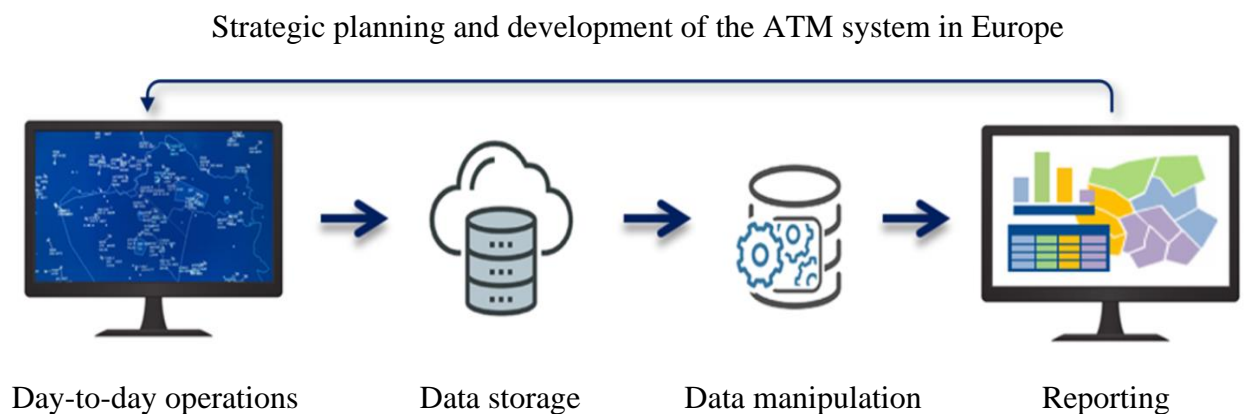 Strategic planning and development of the ATM system in Europe
Day-to-day operations
Data storage
Data manipulation
Reporting